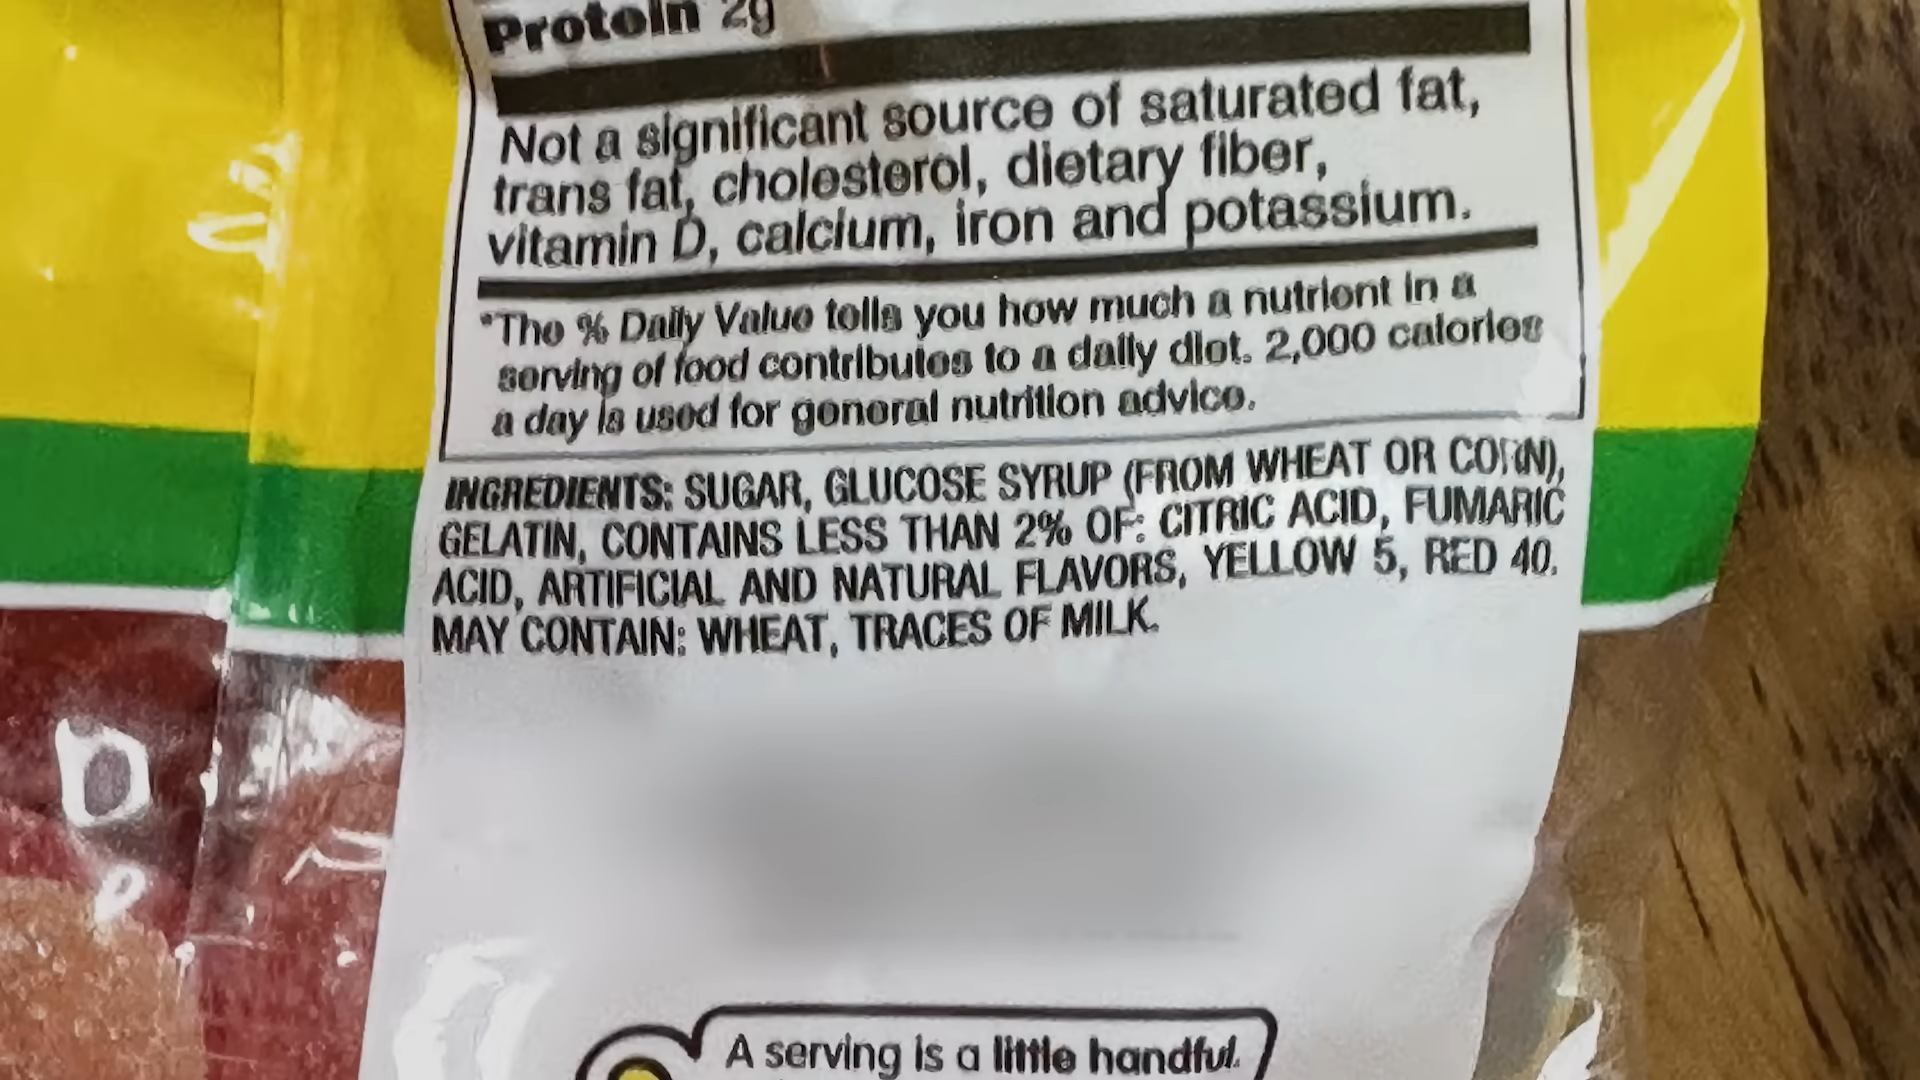 Protein 2g
Not a significant source of saturated fat,
trans fat, cholesterol, dietary fiber,
vitamin D, calcium, iron and potassium.
*The % Daily Value tells you how much a nutrient in a
serving of food contributes to a daily diet. 2,000 calories
a day is used for general nutrition advice.
INGREDIENTS: SUGAR, GLUCOSE SYRUP (FROM WHEAT OR CORN),
GELATIN, CONTAINS LESS THAN 2% OF: CITRIC ACID, FUMARIC
ACID, ARTIFICIAL AND NATURAL FLAVORS, YELLOW 5, RED 40.
MAY CONTAIN: WHEAT, TRACES OF MILK.
A serving is a little handful.